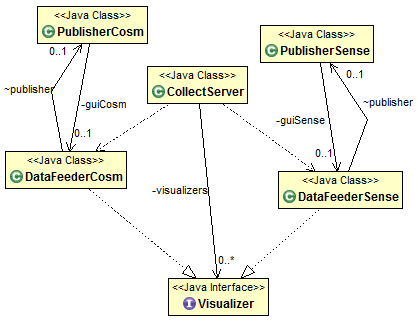 <<Java Class>>
C PublisherCosm
0..1
~publisher
-guiCosm
0..1
<<Java Class>>
C PublisherSense
0..1
~publisher
-guiSense
0..1
<<Java Class>>
C CollectServer
<<Java Class>>
C DataFeederCosm
-visualizers
0..*
<<Java Class>>
C DataFeederSense
<<Java Interface>>
I Visualizer